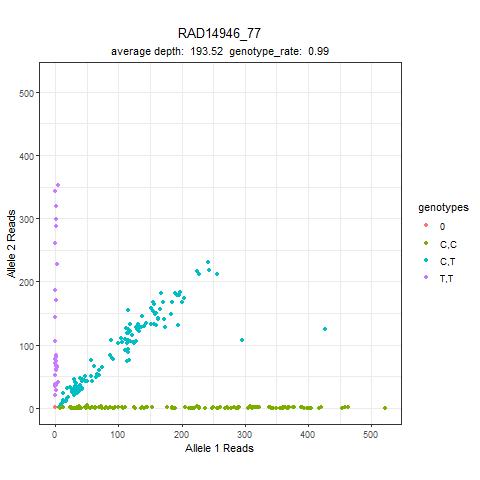 RAD14946_77
average depth: 193.52 genotype_rate: 0.99
500
400
300
200
100
0
Allele 2 Reads
0 100 200 300 400 500
Allele 1 Reads
genotypes
0
C,C
C,T
T,T